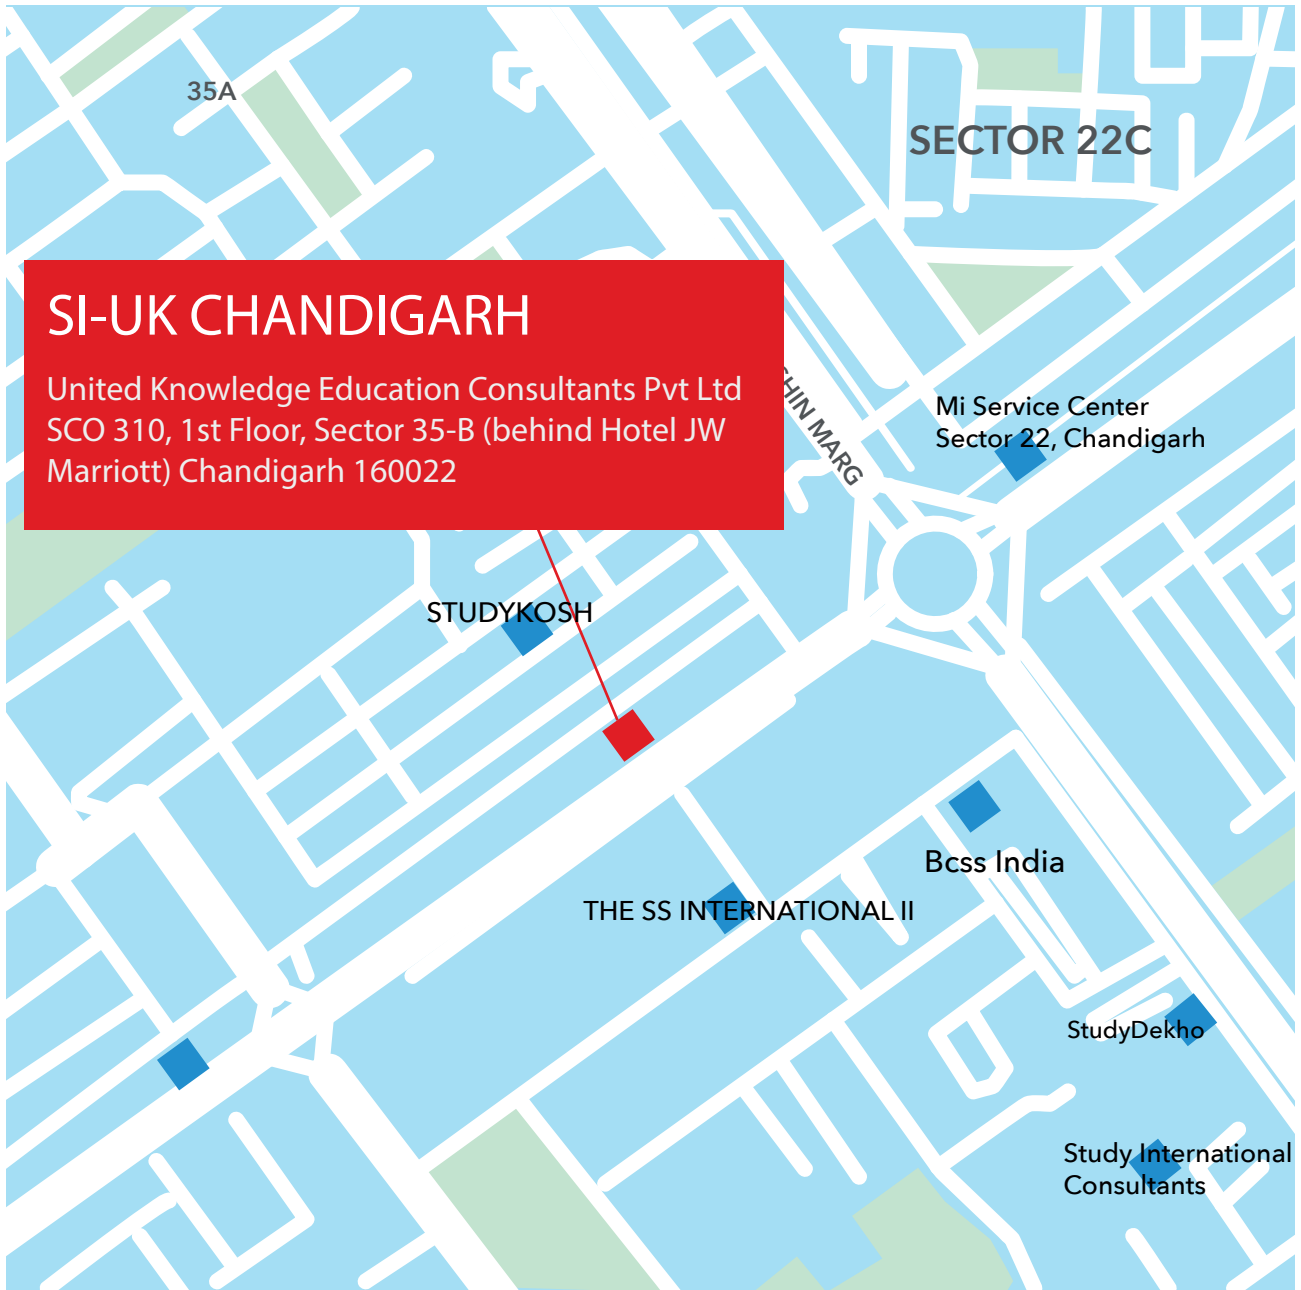 35A
SECTOR 22C
SI-UK CHANDIGARH
United Knowledge Education Consultants Pvt Ltd
SCO 310, 1st Floor, Sector 35-B (behind Hotel JW
Marriott) Chandigarh 160022
MARG
Mi Service Center
Sector 22, Chandigarh
STUDYKOSH
Bcss India
THE SS INTERNATIONAL II
StudyDekho
Study International
Consultants